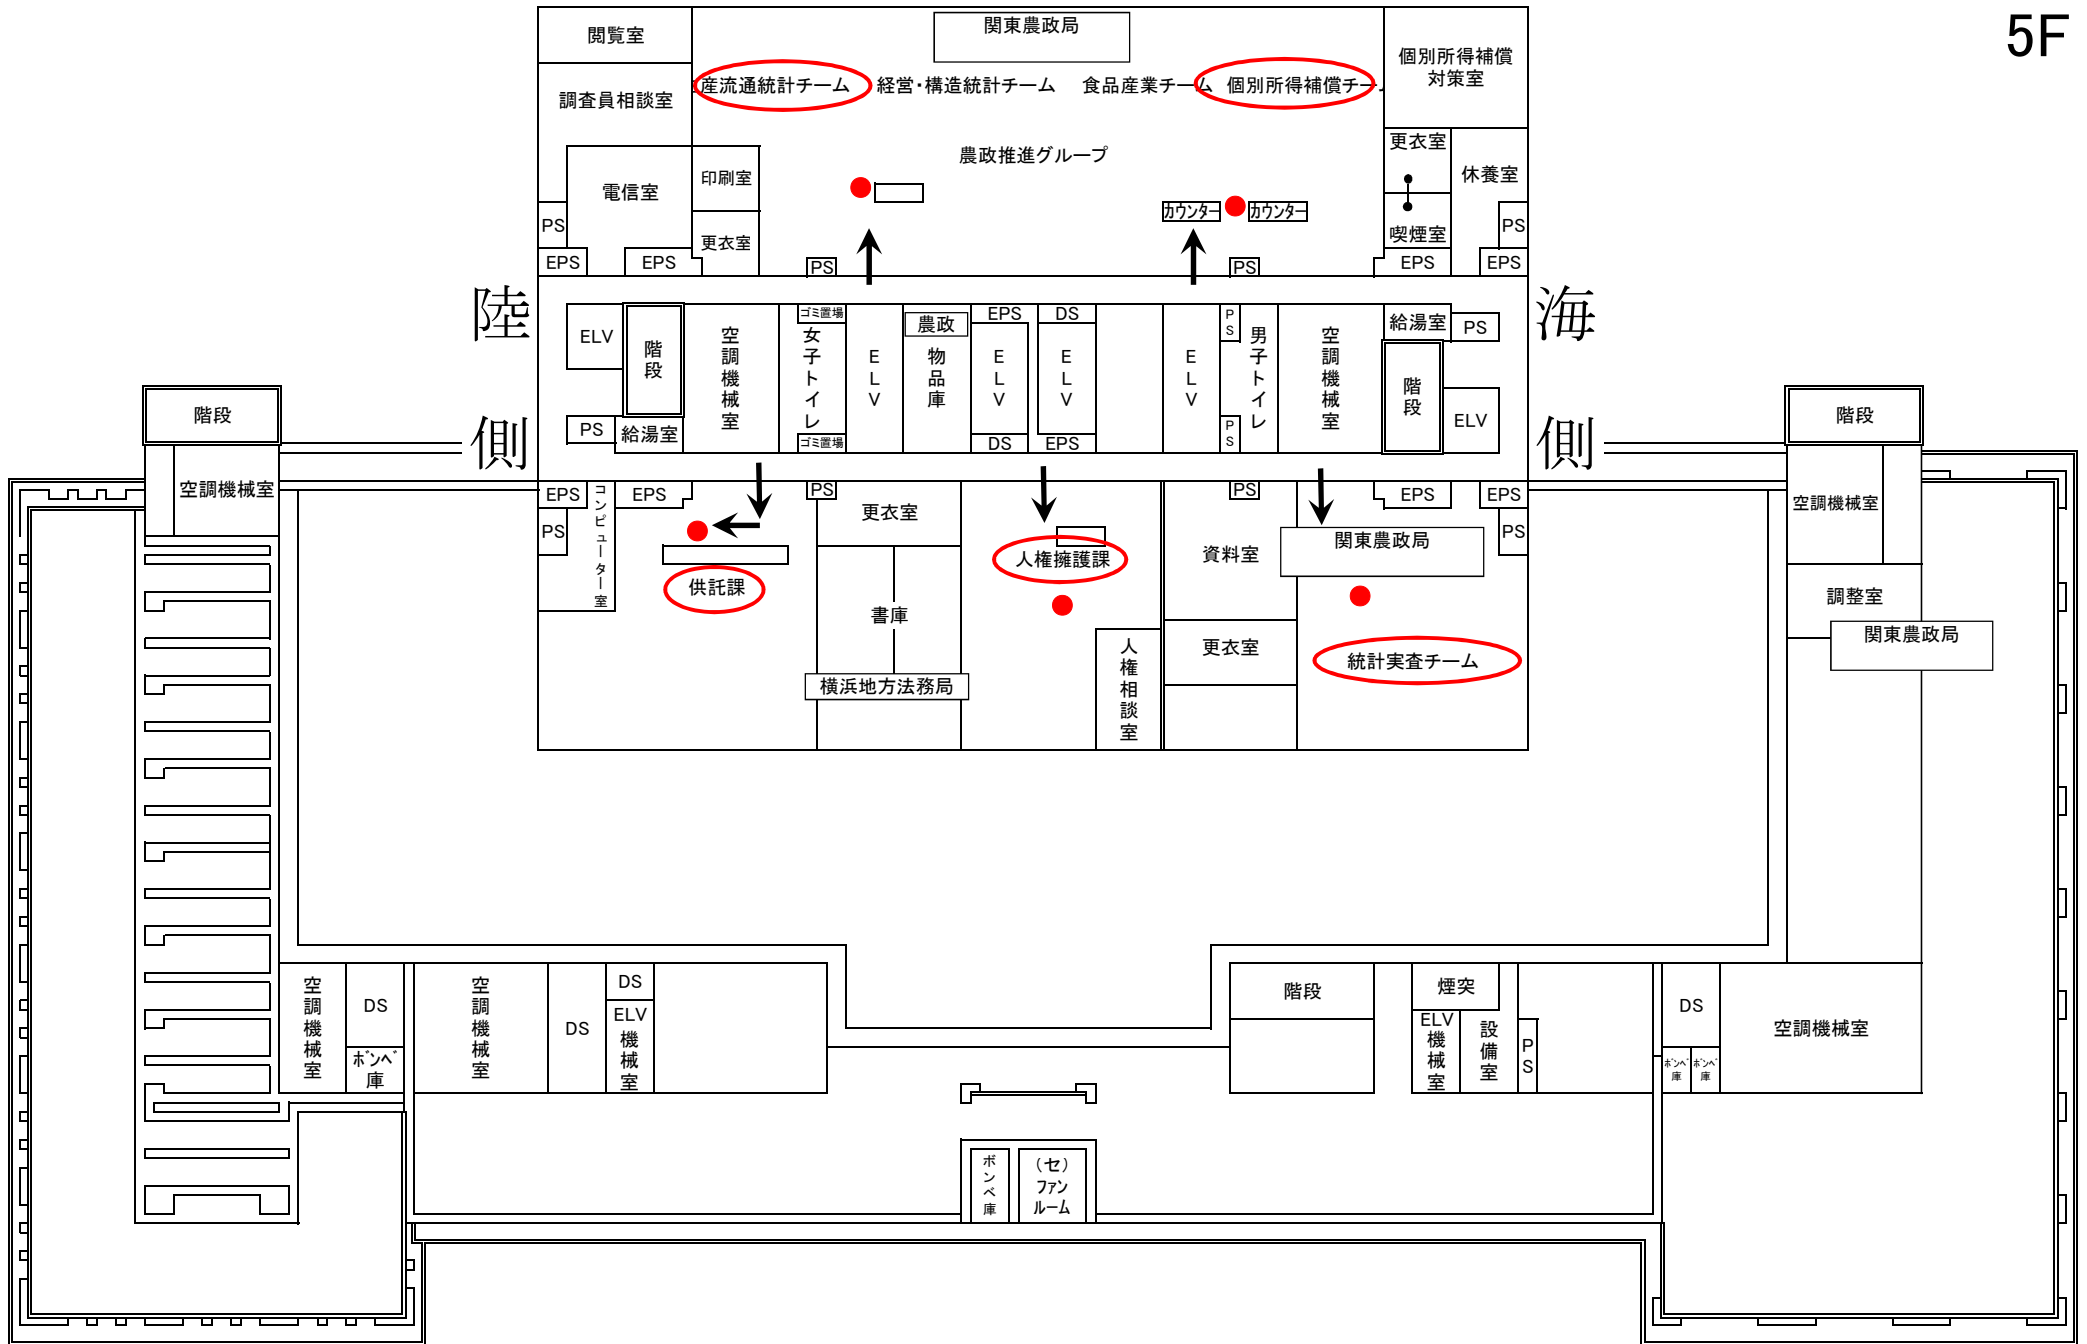 5F
関東農政局
閲覧室
産流通統計チーム 経営・構造統計チーム 食品産業チーム 個別所得補償チー
個別所得補償
対策室
調査員相談室
農政推進グループ
更衣室
休養室
電信室
印刷室
カウンター
カウンター
PS
PS
更衣室
喫煙室
EPS
EPS
PS
PS
EPS
EPS
陸側
海側
ELV
階段
空調機械室
ゴミ置場
女子トイレ
ゴミ置場
ELV
農政
物品庫
EPS
ELV
DS
DS
ELV
EPS
ELV
PS
PS
男子トイレ
空調機械室
給湯室
PS
階段
ELV
PS
給湯室
階段
空調機械室
階段
空調機械室
EPS
コンピューター室
EPS
PS
PS
EPS
EPS
PS
PS
更衣室
供託課
書庫
横浜地方法務局
人権擁護課
人権相談室
資料室
更衣室
関東農政局
統計実査チーム
調整室
関東農政局
空調機械室
DS
ボンベ庫
空調機械室
DS
DS
ELV機械室
階段
煙突
ELV機械室
設備室
PS
DS
ボンベ庫
ボンベ庫
空調機械室
ボンベ庫
(セ)
ファン
ルーム